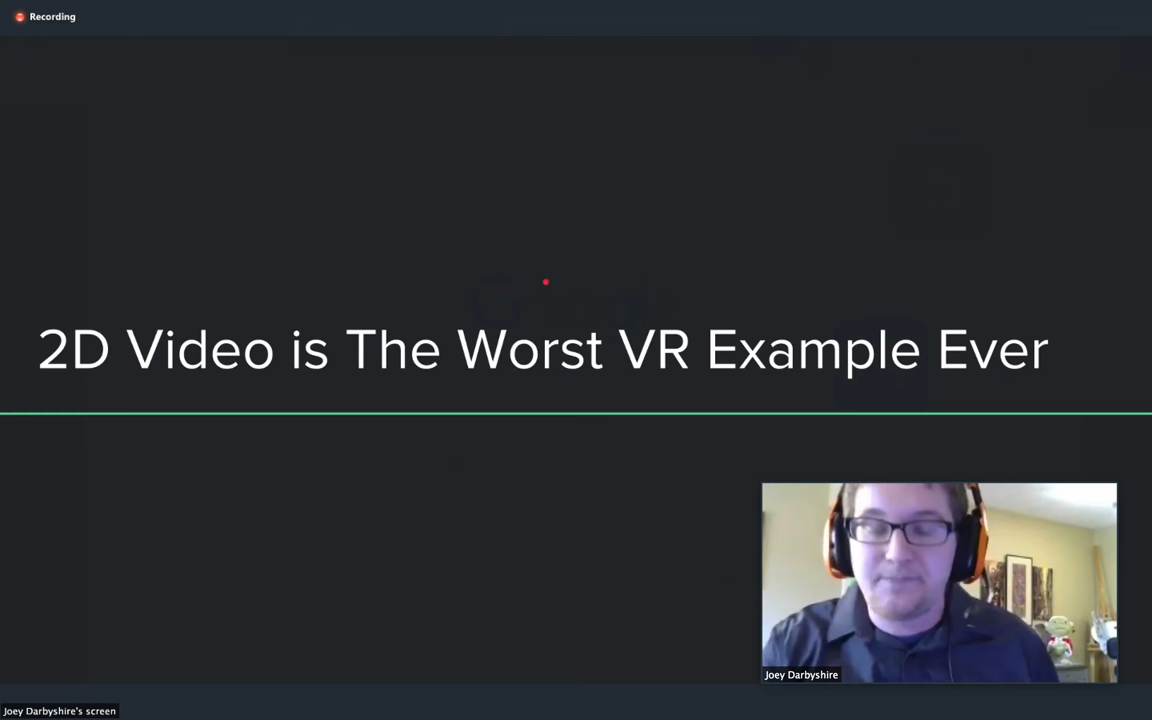 Recording
2D Video is The Worst VR Example Ever
Joey Darbyshire
Joey Darbyshire's screen